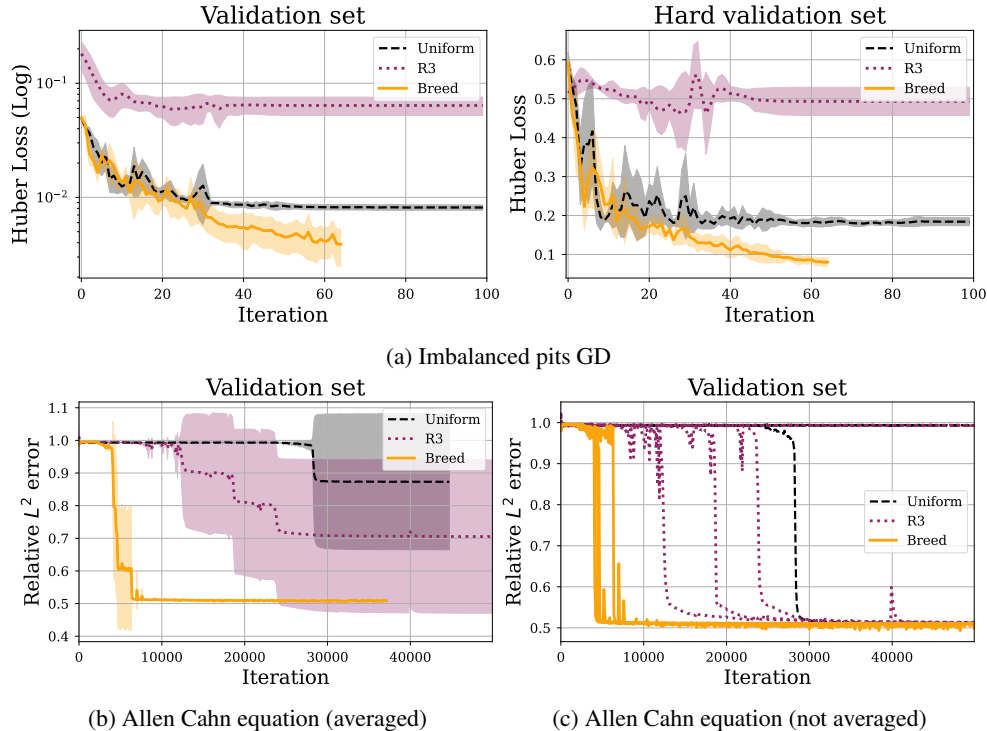 Validation set
Hard validation set
Huber Loss (Log)
10⁻¹
10⁻²
Uniform
R3
Breed
0 20 40 60 80 100
Iteration
Huber Loss
0.6
0.5
0.4
0.3
0.2
0.1
Uniform
R3
Breed
0 20 40 60 80 100
Iteration
(a) Imbalanced pits GD
Validation set
Validation set
Relative L² error
1.1
1.0
0.9
0.8
0.7
0.6
0.5
0.4
Uniform
R3
Breed
0 10000 20000 30000 40000
Iteration
Relative L² error
1.0
0.9
0.8
0.7
0.6
0.5
Uniform
R3
Breed
0 10000 20000 30000 40000
Iteration
(b) Allen Cahn equation (averaged)
(c) Allen Cahn equation (not averaged)